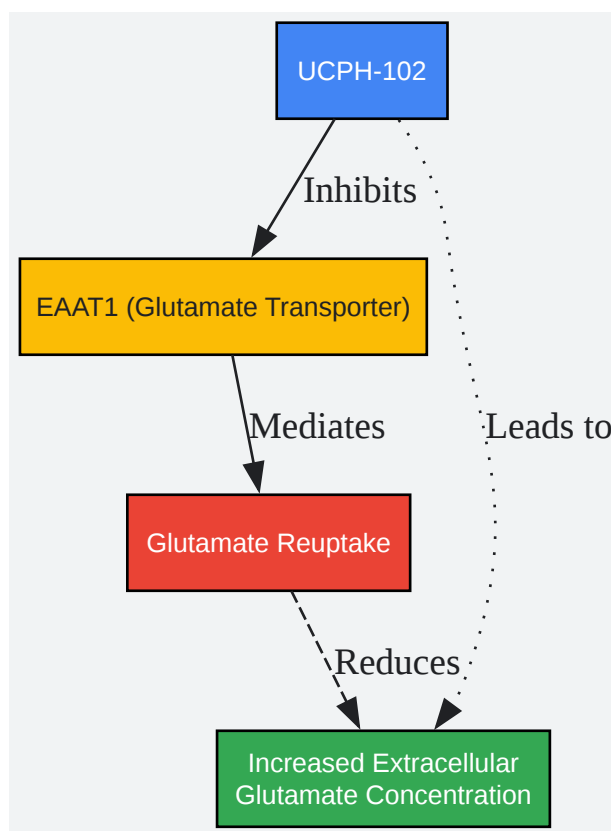 UCPH-102
Inhibits
EAAT1 (Glutamate Transporter)
Mediates
Leads to
Glutamate Reuptake
Reduces
Increased Extracellular
Glutamate Concentration